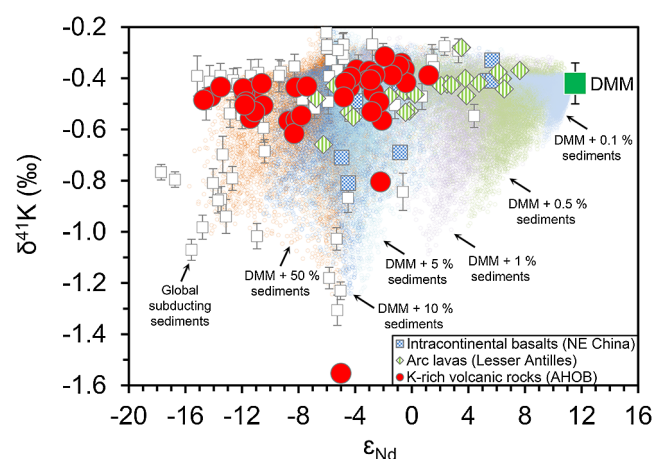 0.0
-0.2
-0.4
-0.6
-0.8
-1.0
-1.2
-1.4
-1.6
δ⁴¹K (‰)
DMM
DMM + 0.1 %
sediments
DMM + 0.5 %
sediments
DMM + 1 %
sediments
DMM + 5 %
sediments
DMM + 10 %
sediments
DMM + 50 %
sediments
Global
subducting
sediments
Intracontinental basalts (NE China)
Arc lavas (Lesser Antilles)
K-rich volcanic rocks (AHOB)
-20 -16 -12 -8 -4 0 4 8 12 16
εNd